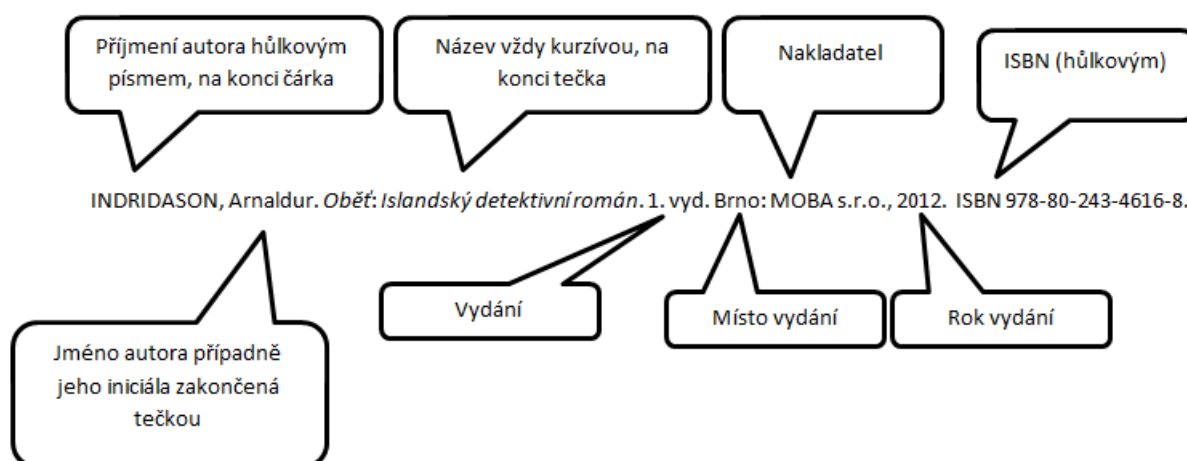 Příjmení autora hůlkovým
písmem, na konci čárka
Název vždy kurzívou, na
konci tečka
Nakladatel
ISBN (hůlkovým)
INDRIDASON, Arnaldur. Oběť: Islandský detektivní román. 1. vyd. Brno: MOBA s.r.o., 2012. ISBN 978-80-243-4616-8.
Jméno autora případně
jeho iniciála zakončená
tečkou
Vydání
Místo vydání
Rok vydání